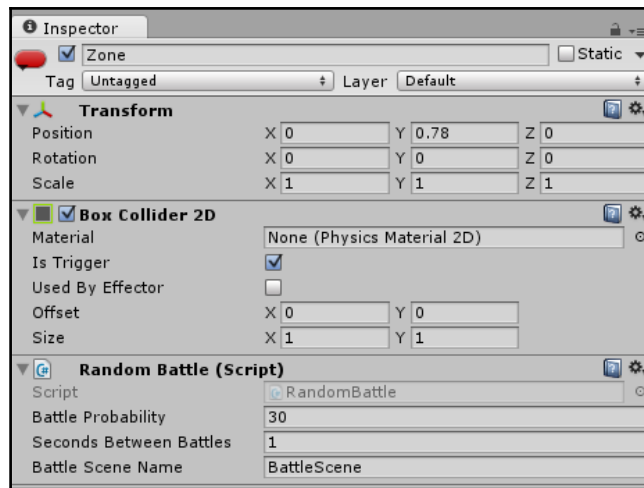 Inspector
Zone Static
Tag Untagged Layer Default
Transform
Position X 0 Y 0.78 Z 0
Rotation X 0 Y 0 Z 0
Scale X 1 Y 1 Z 1
Box Collider 2D
Material None (Physics Material 2D)
Is Trigger
Used By Effector
Offset X 0 Y 0
Size X 1 Y 1
Random Battle (Script)
Script RandomBattle
Battle Probability 30
Seconds Between Battles 1
Battle Scene Name BattleScene